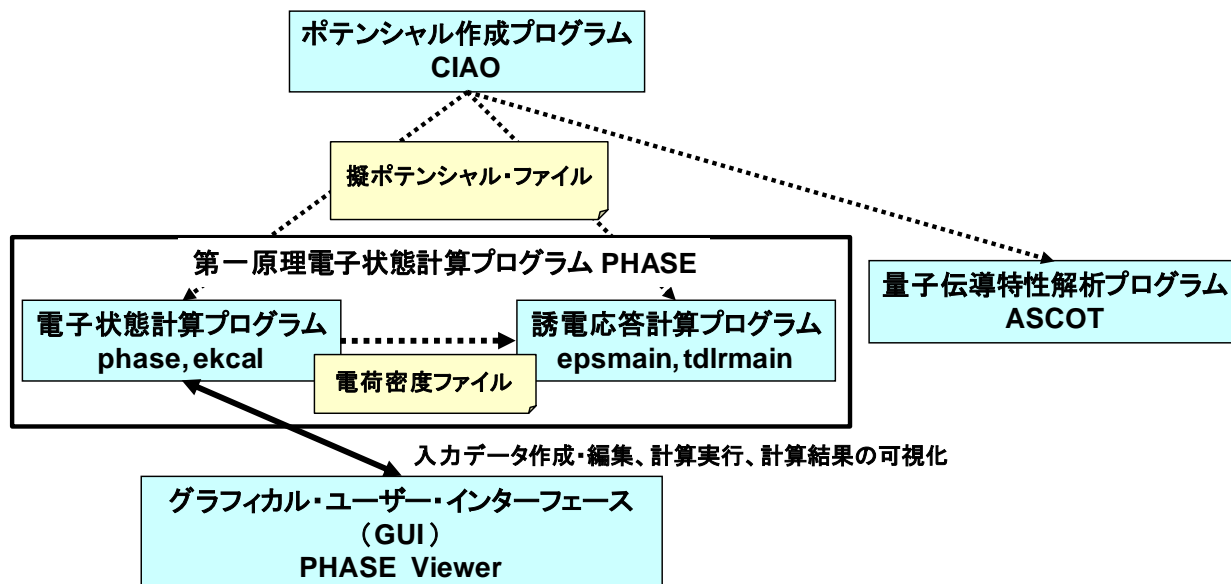 ポテンシャル作成プログラム
CIAO
擬ポテンシャル・ファイル
第一原理電子状態計算プログラム PHASE
電子状態計算プログラム
phase,ekcal
誘電応答計算プログラム
epsmain,tdlrmain
電荷密度ファイル
量子伝導特性解析プログラム
ASCOT
入力データ作成・編集、計算実行、計算結果の可視化
グラフィカル・ユーザー・インターフェース
（GUI）
PHASE Viewer